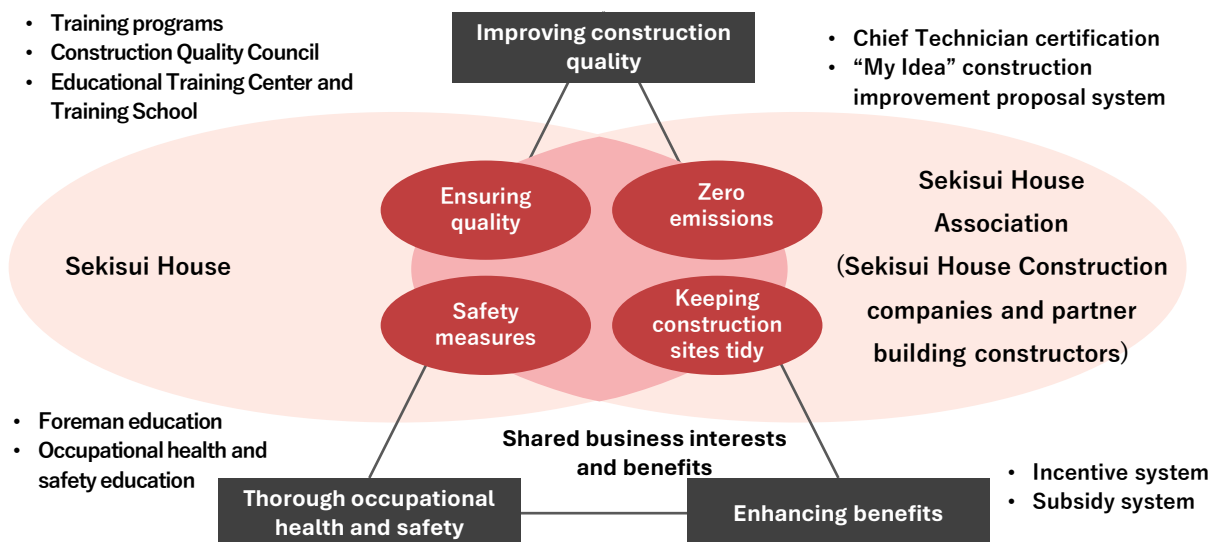 • Training programs
• Construction Quality Council
• Educational Training Center and
Training School
Improving construction
quality
• Chief Technician certification
• “My Idea” construction
improvement proposal system
Ensuring
quality
Zero
emissions
Sekisui House
Sekisui House
Association
(Sekisui House Construction
companies and partner
building constructors)
Safety
measures
Keeping
construction
sites tidy
• Foreman education
• Occupational health and
safety education
Shared business interests
and benefits
• Incentive system
• Subsidy system
Thorough occupational
health and safety
Enhancing benefits